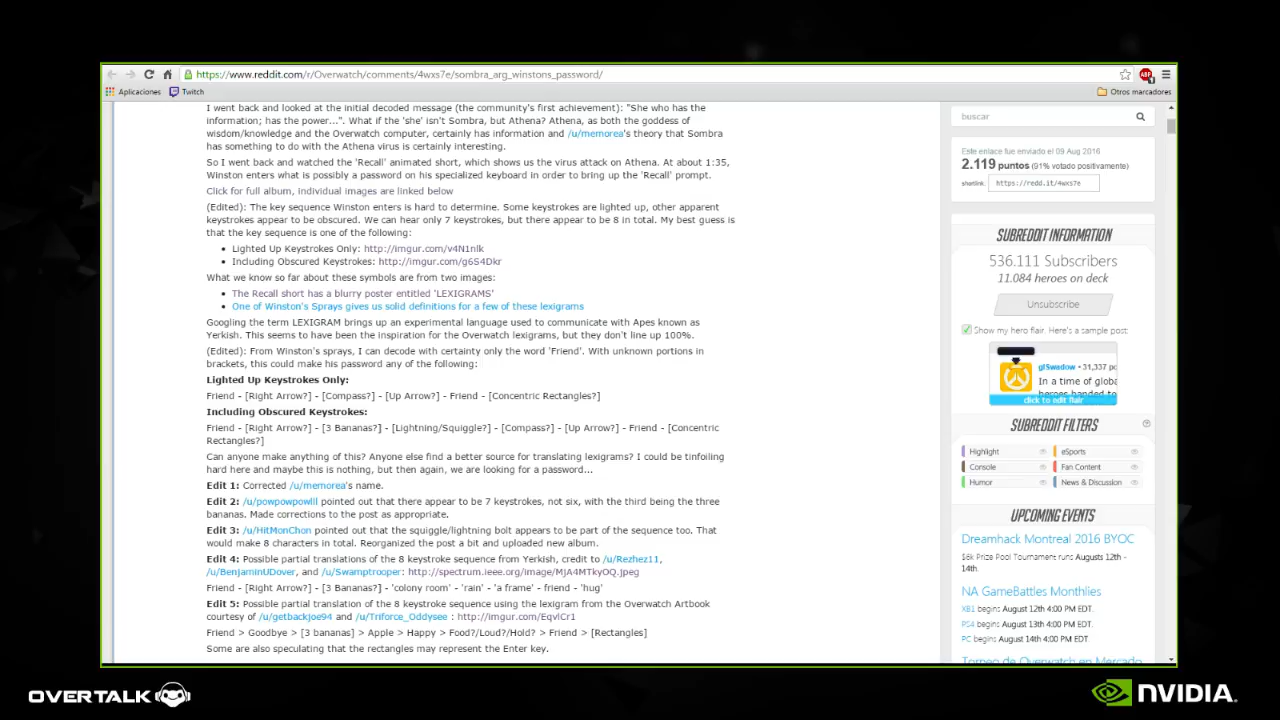 https://www.reddit.com/r/Overwatch/comments/4wxs7e/sombra_arg_winstons_password/
Aplicaciones
Twitch
Otros marcadores
I went back and looked at the initial decoded message (the community's first achievement): "She who has the
information; has the power...". What if the 'she' isn't Sombra, but Athena? Athena, as both the goddess of
wisdom/knowledge and the Overwatch computer, certainly has information and /u/memorea's theory that Sombra
has something to do with the Athena virus is certainly interesting.
So I went back and watched the 'Recall' animated short, which shows us the virus attack on Athena. At about 1:35,
Winston enters what is possibly a password on his specialized keyboard in order to bring up the 'Recall' prompt.
Click for full album, individual images are linked below
(Edited): The key sequence Winston enters is hard to determine. Some keystrokes are lighted up, other apparent
keystrokes appear to be obscured. We can hear only 7 keystrokes, but there appear to be 8 in total. My best guess is
that the key sequence is one of the following:
• Lighted Up Keystrokes Only: http://imgur.com/v4N1nlk
• Including Obscured Keystrokes: http://imgur.com/g6S4Dkr
What we know so far about these symbols are from two images:
• The Recall short has a blurry poster entitled 'LEXIGRAMS'
• One of Winston's Sprays gives us solid definitions for a few of these lexigrams
Googling the term LEXIGRAM brings up an experimental language used to communicate with Apes known as
Yerkish. This seems to have been the inspiration for the Overwatch lexigrams, but they don't line up 100%.
(Edited): From Winston's sprays, I can decode with certainty only the word 'Friend'. With unknown portions in
brackets, this could make his password any of the following:
Lighted Up Keystrokes Only:
Friend - [Right Arrow?] - [Compass?] - [Up Arrow?] - Friend - [Concentric Rectangles?]
Including Obscured Keystrokes:
Friend - [Right Arrow?] - [3 Bananas?] - [Lightning/Squiggle?] - [Compass?] - [Up Arrow?] - Friend - [Concentric
Rectangles?]
Can anyone make anything of this? Anyone else find a better source for translating lexigrams? I could be tinfoiling
hard here and maybe this is nothing, but then again, we are looking for a password...
Edit 1: Corrected /u/memorea's name.
Edit 2: /u/powpowpowill pointed out that there appear to be 7 keystrokes, not six, with the third being the three
bananas. Made corrections to the post as appropriate.
Edit 3: /u/HitMonChon pointed out that the squiggle/lightning bolt appears to be part of the sequence too. That
would make 8 characters in total. Reorganized the post a bit and uploaded new album.
Edit 4: Possible partial translations of the 8 keystroke sequence from Yerkish, credit to /u/Rezhez11,
/u/BenjaminUDover, and /u/Swamptrooper: http://spectrum.ieee.org/image/MjA4MTkyOQ.jpeg
Friend - [Right Arrow?] - [3 Bananas?] - 'colony room' - 'rain' - 'a frame' - friend - 'hug'
Edit 5: Possible partial translation of the 8 keystroke sequence using the lexigram from the Overwatch Artbook
courtesy of /u/getbackjoe94 and /u/Triforce_Oddysee : http://imgur.com/EqvlCr1
Friend > Goodbye > [3 bananas] > Apple > Happy > Food?/Loud?/Hold? > Friend > [Rectangles]
Some are also speculating that the rectangles may represent the Enter key.
buscar
Este enlace fue enviado el 09 Aug 2016
2.119 puntos (91% votado positivamente)
shortlink: https://redd.it/4wxs7e
SUBREDDIT INFORMATION
536.111 Subscribers
11.084 heroes on deck
Unsubscribe
Show my hero flair. Here's a sample post:
glSwadow • 31,337 po
In a time of globa
heroes banded to
click to edit flair
SUBREDDIT FILTERS
Highlight
eSports
Console
Fan Content
Humor
News & Discussion
UPCOMING EVENTS
Dreamhack Montreal 2016 BYOC
$6k Prize Pool Tournament runs Augusts 12th -
14th.
NA GameBattles Monthlies
XB1 begins August 12th 4:00 PM EDT.
PS4 begins August 13th 4:00 PM EDT.
PC begins August 14th 4:00 PM EDT.
Torneo de Overwatch en Mercado
OVERTALK
NVIDIA.